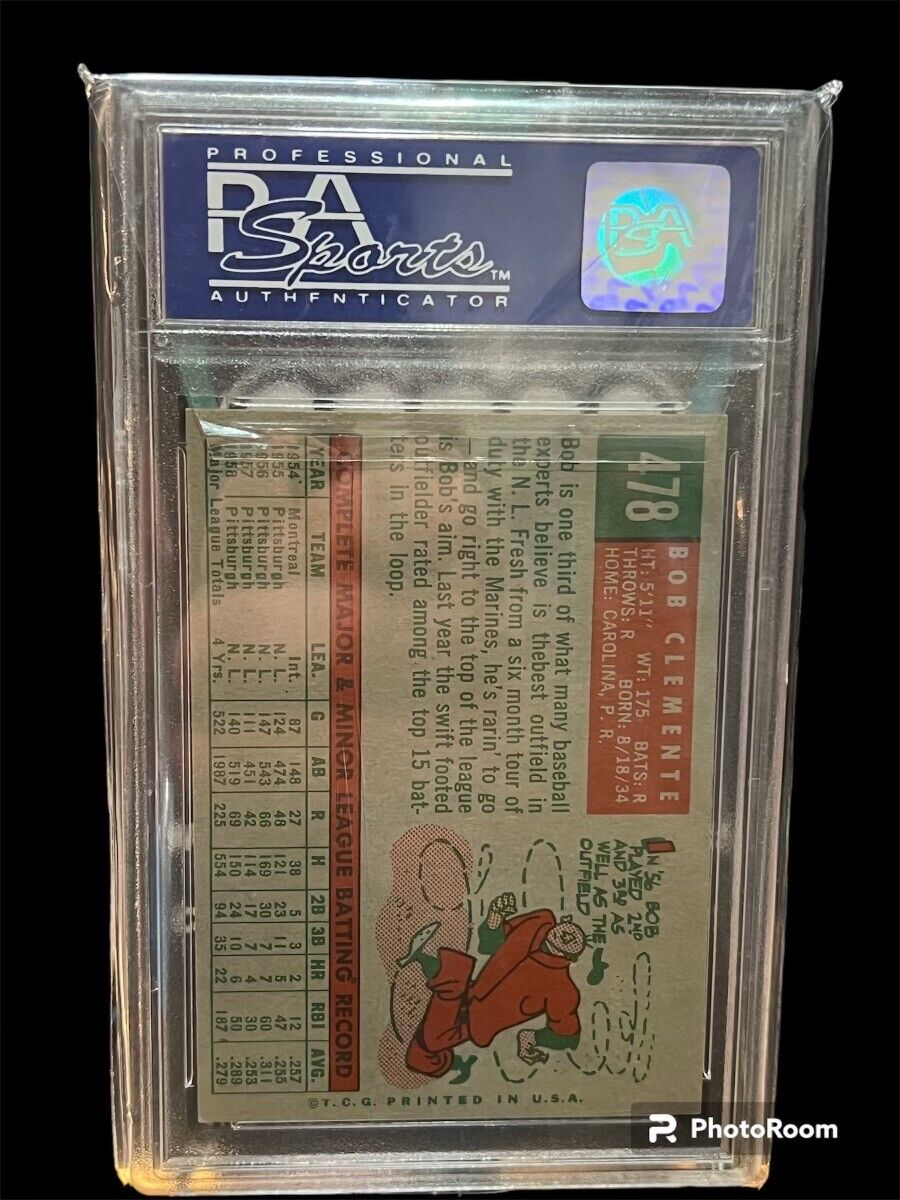 PROFESSIONAL
PSA
Sports™
AUTHENTICATOR
PSA
478
BOB CLEMENTE
HT: 5'11" WT: 175 BATS: R
THROWS: R BORN: 8/18/34
HOME: CAROLINA, P. R.
Bob is one third of what many baseball
experts believe is thebest outfield in
the N. L. Fresh from a six month tour of
duty with the Marines, he's rarin' to go
—and go right to the top of the league
is Bob's aim. Last year the swift footed
outfielder rated among the top 15 bat-
ters in the loop.
IN '56 BOB
PLAYED 2ND
AND 3RD AS
WELL AS THE
OUTFIELD
COMPLETE MAJOR & MINOR LEAGUE BATTING RECORD
YEAR TEAM LEA. G AB R H 2B 3B HR RBI AVG.
1954* Montreal Int. 87 148 27 38 5 3 2 12 .257
1955 Pittsburgh N. L. 124 474 48 121 23 11 5 47 .255
1956 Pittsburgh N. L. 147 543 66 169 30 7 7 60 .311
1957 Pittsburgh N. L. 111 451 42 114 17 7 4 30 .253
1958 Pittsburgh N. L. 140 519 69 150 24 10 6 50 .289
Major League Totals 4 Yrs. 522 1987 225 554 94 35 22 187 .279
©T.C.G. PRINTED IN U.S.A.
PhotoRoom